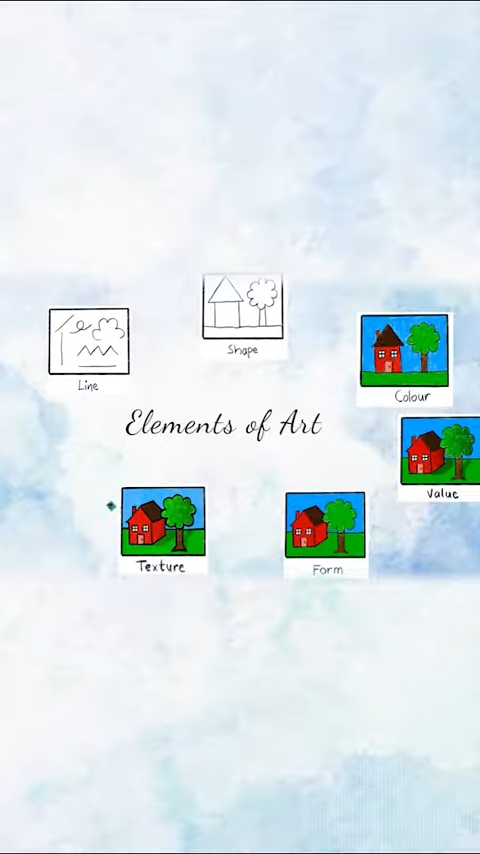 Shape
Line
Colour
Elements of Art
Value
Texture
Form